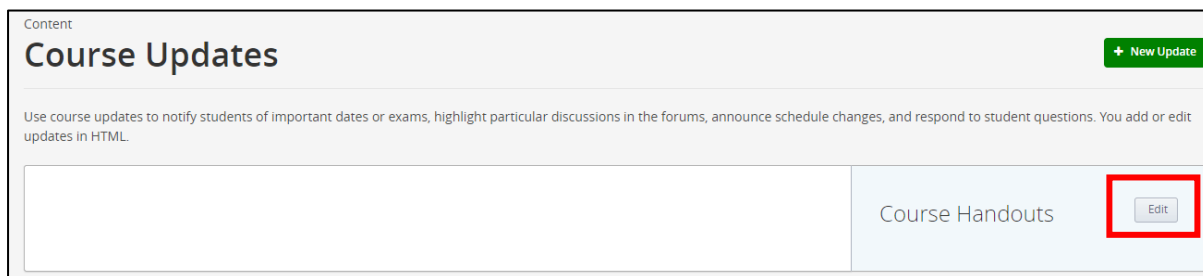 Content
Course Updates
+ New Update
Use course updates to notify students of important dates or exams, highlight particular discussions in the forums, announce schedule changes, and respond to student questions. You add or edit
updates in HTML.
Course Handouts
Edit